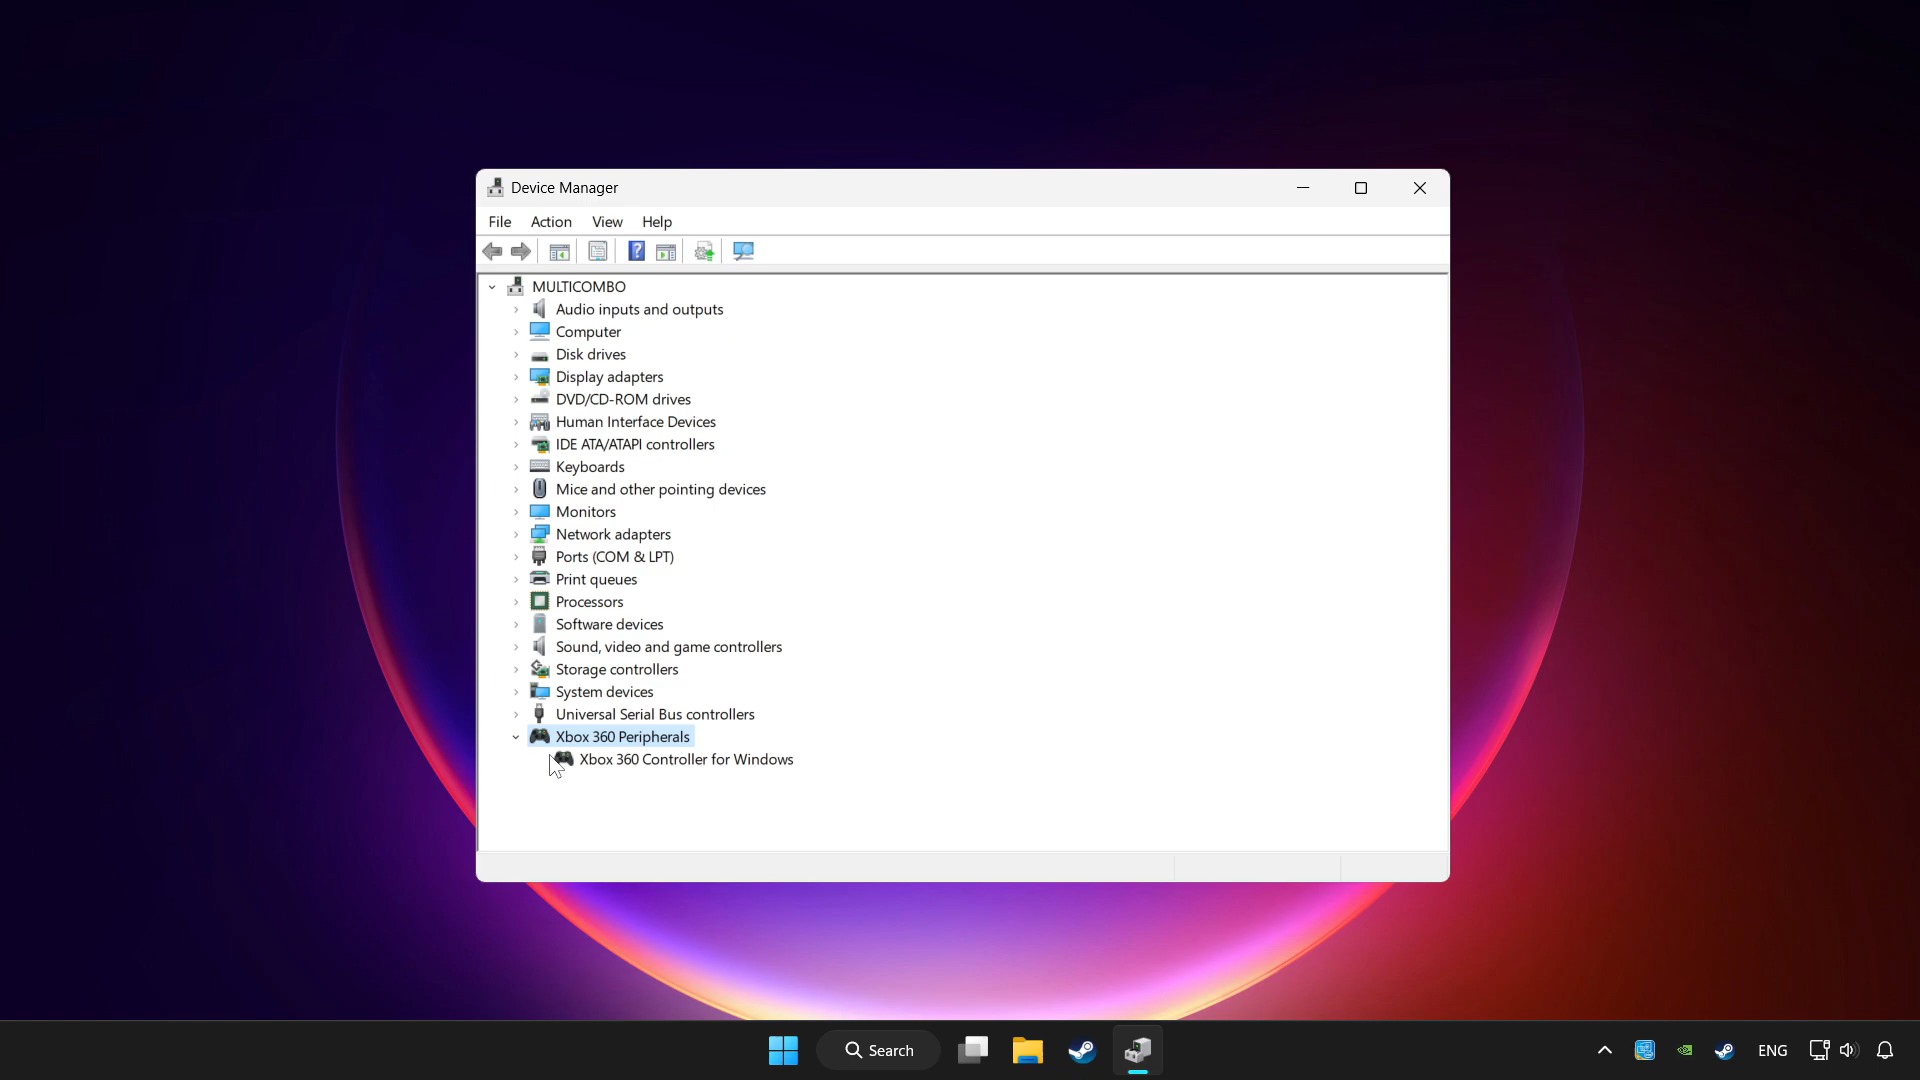 Device Manager
File Action View Help
MULTICOMBO
Audio inputs and outputs
Computer
Disk drives
Display adapters
DVD/CD-ROM drives
Human Interface Devices
IDE ATA/ATAPI controllers
Keyboards
Mice and other pointing devices
Monitors
Network adapters
Ports (COM & LPT)
Print queues
Processors
Software devices
Sound, video and game controllers
Storage controllers
System devices
Universal Serial Bus controllers
Xbox 360 Peripherals
Xbox 360 Controller for Windows
Search
ENG